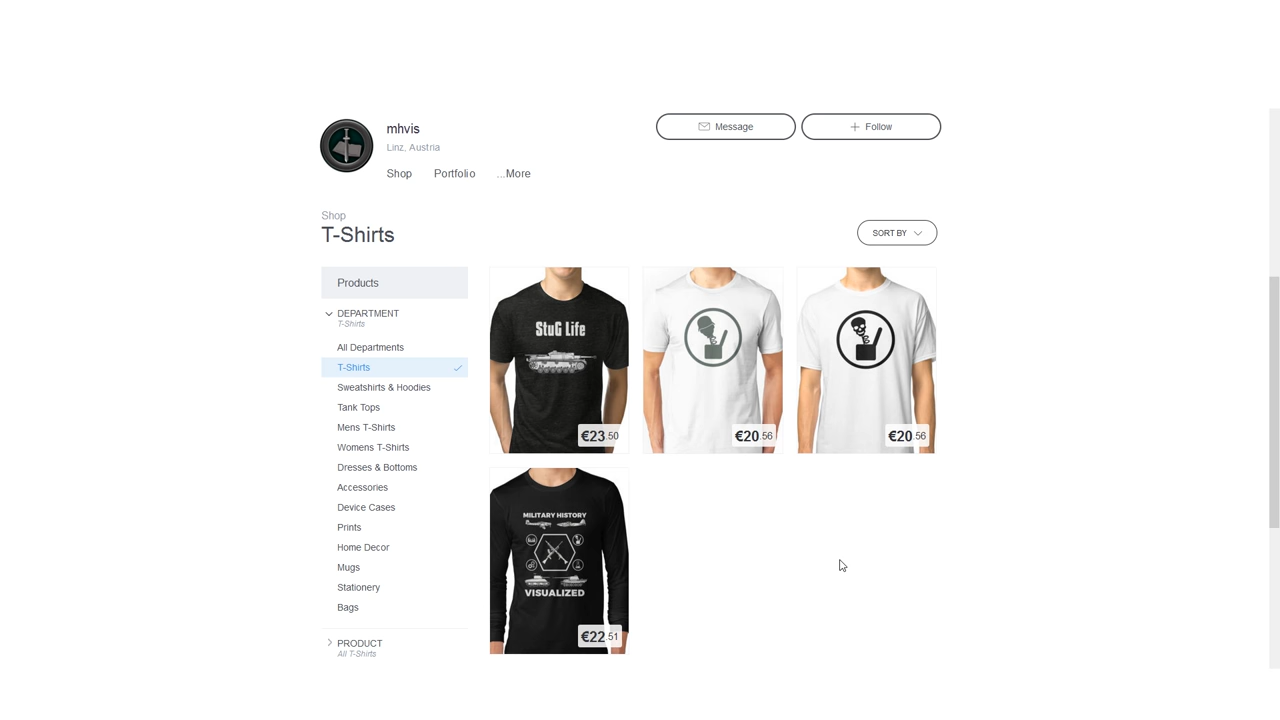 mhvis
Linz, Austria
Shop Portfolio ...More
Message
Follow
Shop
T-Shirts
SORT BY
Products
DEPARTMENT
T-Shirts
All Departments
T-Shirts
Sweatshirts & Hoodies
Tank Tops
Mens T-Shirts
Womens T-Shirts
Dresses & Bottoms
Accessories
Device Cases
Prints
Home Decor
Mugs
Stationery
Bags
PRODUCT
All T-Shirts
StuG Life
€23.50
€20.56
€20.56
MILITARY HISTORY
VISUALIZED
€22.51